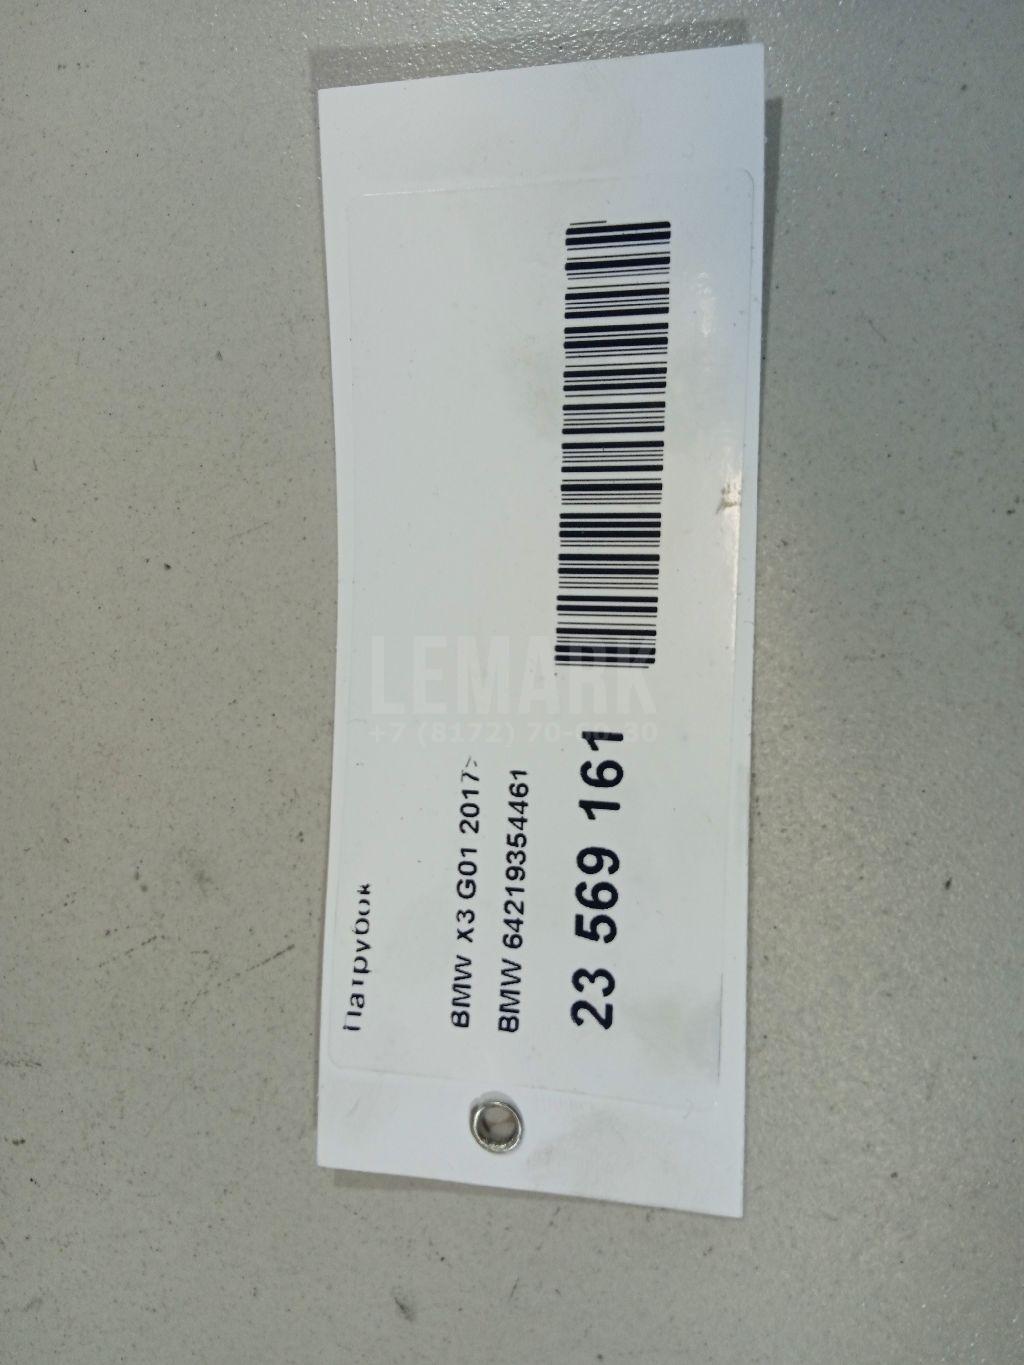 Патрубок
BMW X3 G01 2017>
BMW 64219354461
23 569 161
LEMARK
+7 (8172) 70-00-30